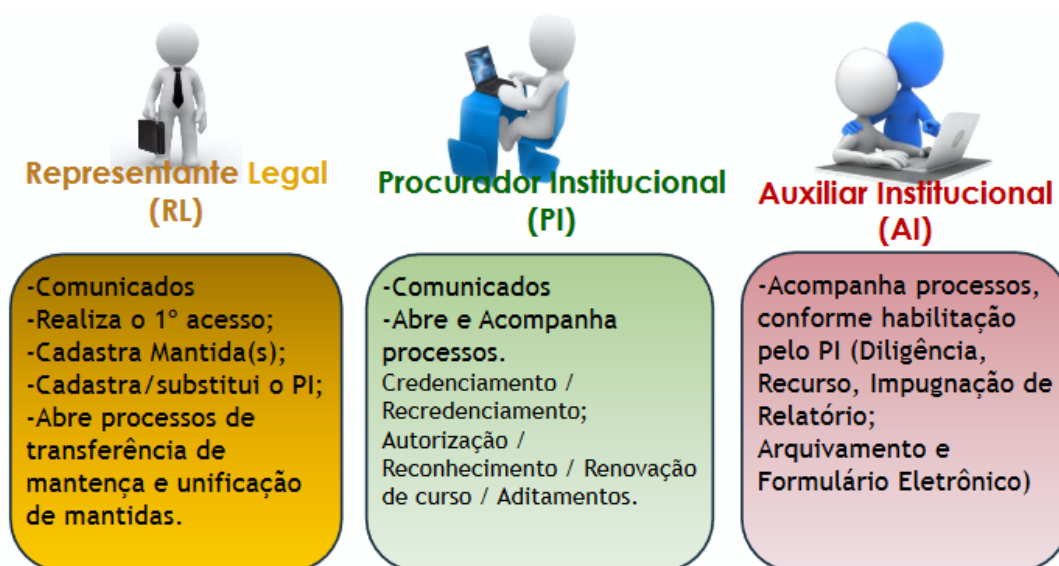 Representante Legal
(RL)
-Comunicados
-Realiza o 1º acesso;
-Cadastra Mantida(s);
-Cadastra/substitui o PI;
-Abre processos de
transferência de
mantença e unificação
de mantidas.
Procurador Institucional
(PI)
-Comunicados
-Abre e Acompanha
processos.
Credenciamento /
Recredenciamento;
Autorização /
Reconhecimento / Renovação
de curso / Aditamentos.
Auxiliar Institucional
(AI)
-Acompanha processos,
conforme habilitação
pelo PI (Diligência,
Recurso, Impugnação de
Relatório;
Arquivamento e
Formulário Eletrônico)